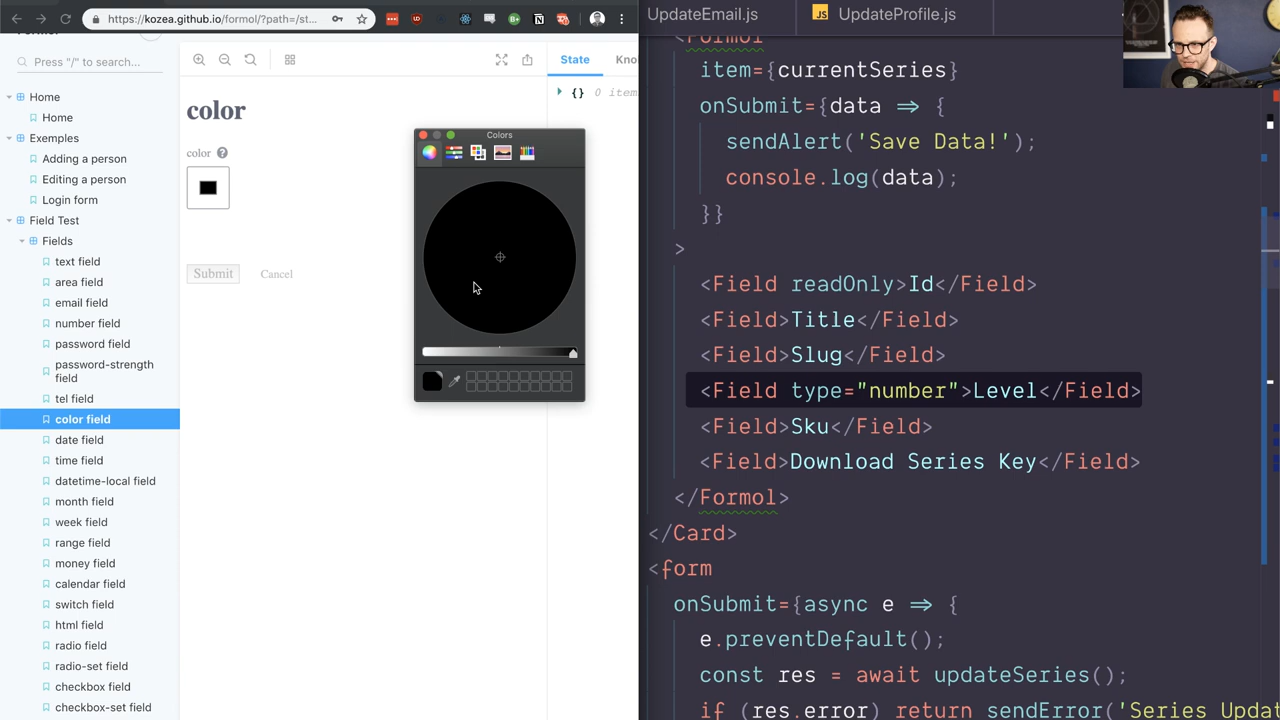 https://kozea.github.io/formol/?path=/st...
Press "/" to search...
Home
Home
Exemples
Adding a person
Editing a person
Login form
Field Test
Fields
text field
area field
email field
number field
password field
password-strength
field
tel field
color field
date field
time field
datetime-local field
month field
week field
range field
money field
calendar field
switch field
html field
radio field
radio-set field
checkbox field
checkbox-set field
color
color ?
Submit Cancel
State Kno
{} 0 item
Colors
UpdateEmail.js
JS UpdateProfile.js
<Formol
item={currentSeries}
onSubmit={data => {
sendAlert('Save Data!');
console.log(data);
}}
>
<Field readOnly>Id</Field>
<Field>Title</Field>
<Field>Slug</Field>
<Field type="number">Level</Field>
<Field>Sku</Field>
<Field>Download Series Key</Field>
</Formol>
</Card>
<form
onSubmit={async e => {
e.preventDefault();
const res = await updateSeries();
if (res.error) return sendError('Series Updat